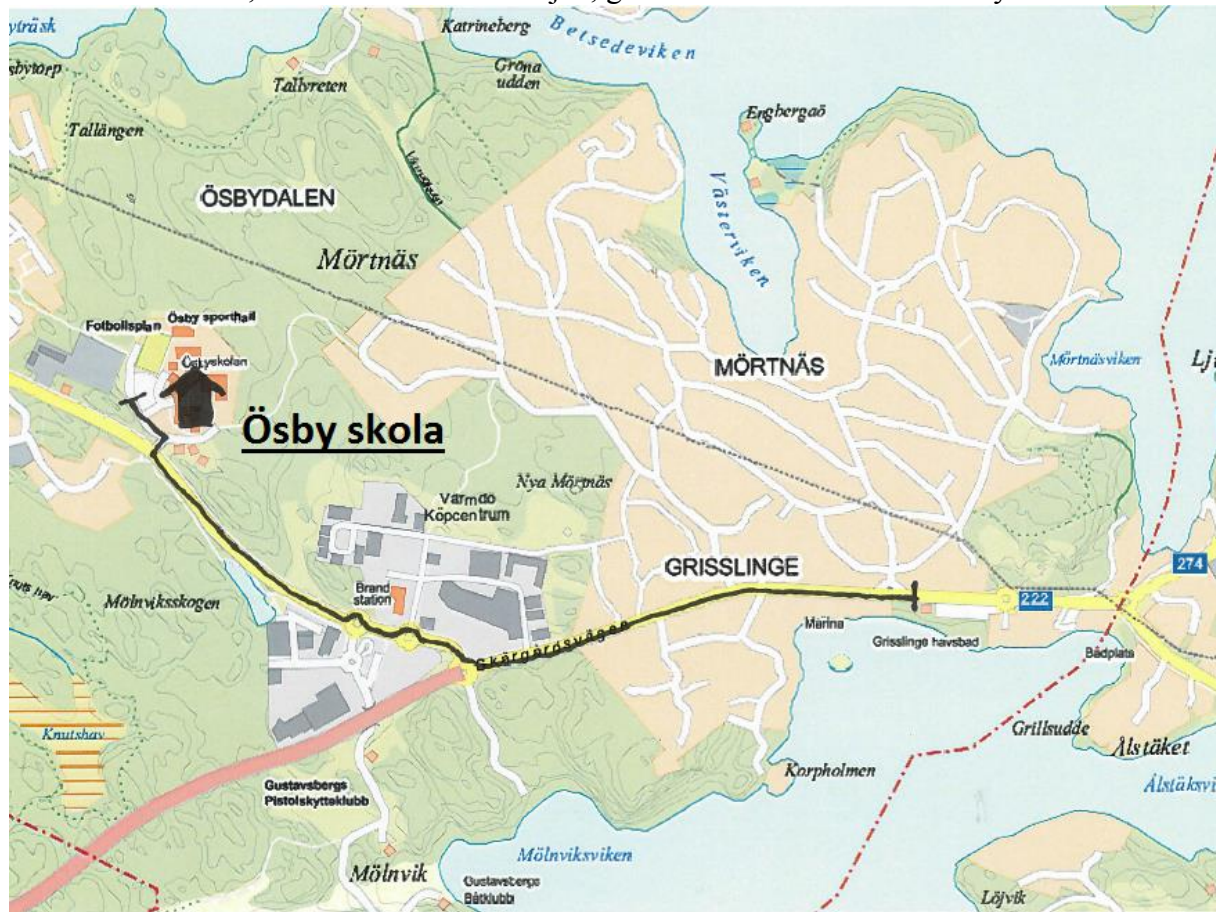 Katrineberg
Betsedeviken
Gröna
udden
Tallvreten
Tallängen
Engbergaö
ÖSBYDALEN
Västerviken
Mörtnäs
Fotbollsplan
Ösby sporthall
MÖRTNÄS
Mörtnäsviken
Ösby skola
Nya Mörtnäs
Värmdö
Köpcentrum
GRISSLINGE
274
222
Brand
station
Mölnviksskogen
Skärgårdsvägen
Marina
Grisslinge havsbad
Bådplats
Knutshav
Grillsudde
Ålstäket
Korpholmen
Gustavsbergs
Pistolskytteklubb
Mölnviksviken
Mölnvik
Gustavsbergs
Båtklubb
Löjvik